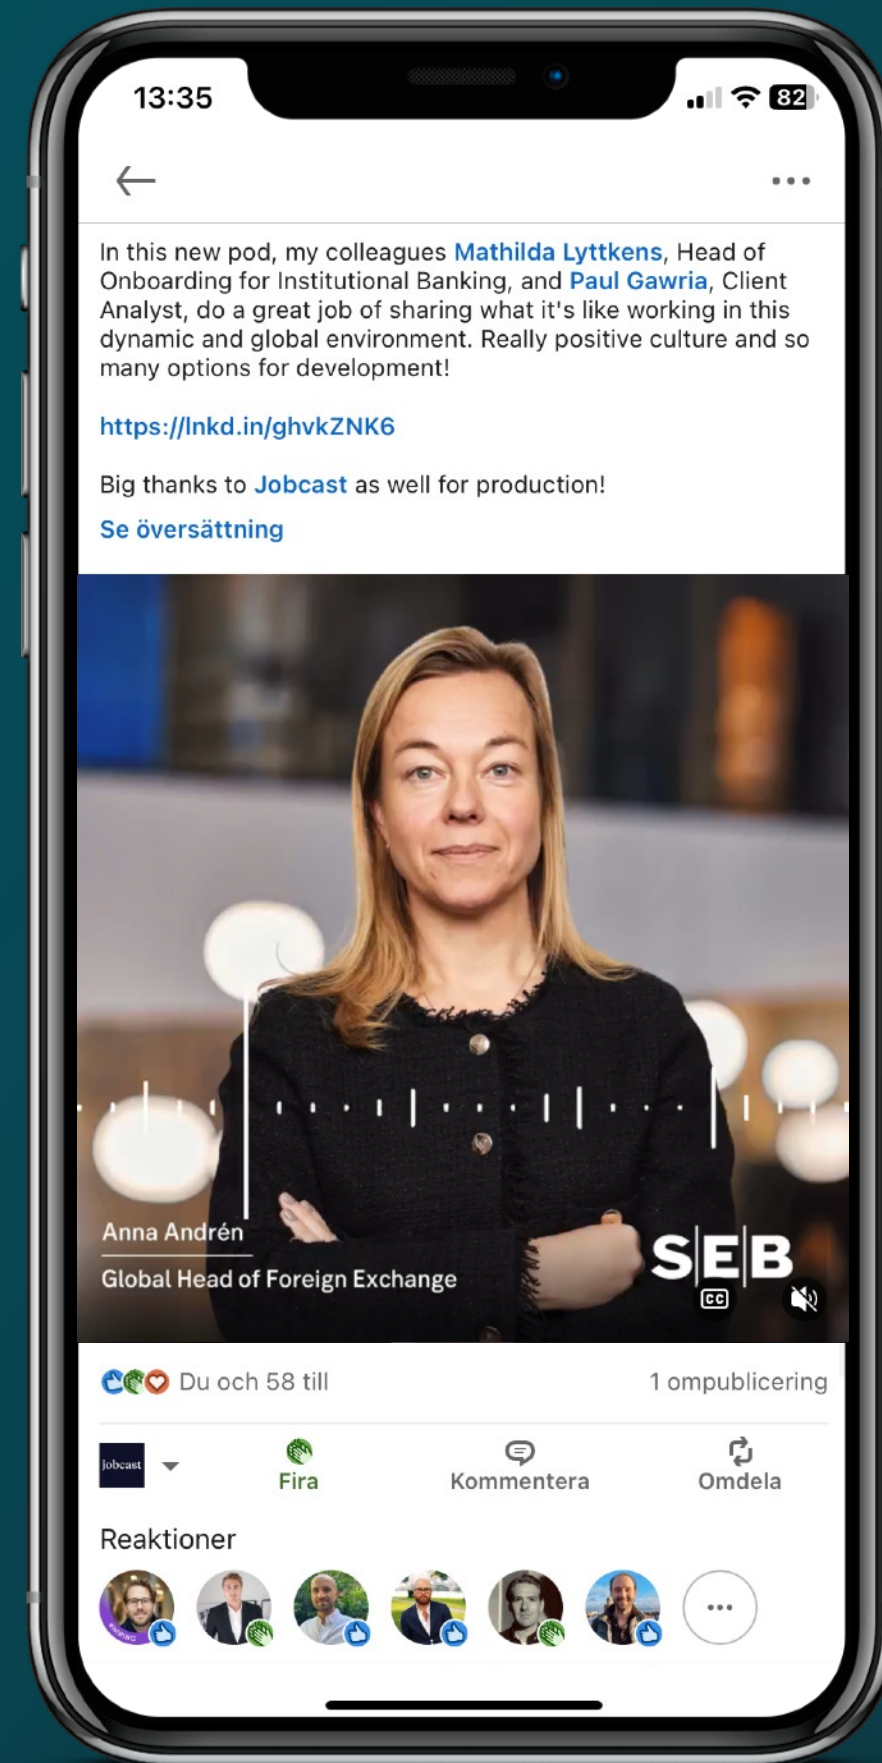 13:35
82
In this new pod, my colleagues Mathilda Lyttkens, Head of
Onboarding for Institutional Banking, and Paul Gawria, Client
Analyst, do a great job of sharing what it's like working in this
dynamic and global environment. Really positive culture and so
many options for development!
https://lnkd.in/ghvkZNK6
Big thanks to Jobcast as well for production!
Se översättning
Anna Andrén
Global Head of Foreign Exchange
S|E|B
CC
Du och 58 till
1 ompublicering
jobcast
Fira
Kommentera
Omdela
Reaktioner